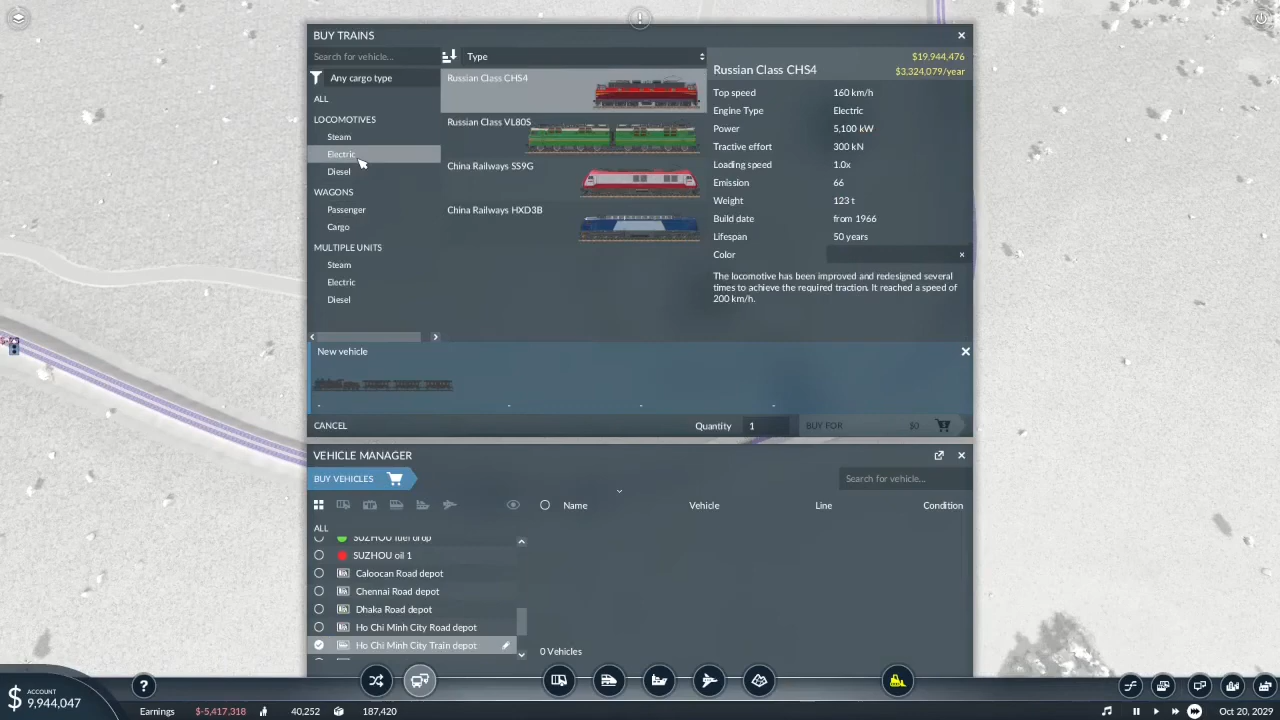 BUY TRAINS
Search for vehicle...
Type
Any cargo type
ALL
LOCOMOTIVES
Steam
Electric
Diesel
WAGONS
Passenger
Cargo
MULTIPLE UNITS
Steam
Electric
Diesel
Russian Class CHS4
Russian Class VL80S
China Railways SS9G
China Railways HXD3B
$19,944,476
Russian Class CHS4
$3,324,079/year
Top speed 160 km/h
Engine Type Electric
Power 5,100 kW
Tractive effort 300 kN
Loading speed 1.0x
Emission 66
Weight 123 t
Build date from 1966
Lifespan 50 years
Color
The locomotive has been improved and redesigned several
times to achieve the required traction. It reached a speed of
200 km/h.
New vehicle
- - - -
CANCEL
Quantity 1
BUY FOR $0
VEHICLE MANAGER
BUY VEHICLES
Search for vehicle...
Name Vehicle Line Condition
ALL
SUZHOU fuel drop
SUZHOU oil 1
Caloocan Road depot
Chennai Road depot
Dhaka Road depot
Ho Chi Minh City Road depot
Ho Chi Minh City Train depot
0 Vehicles
$ ACCOUNT
9,944,047
?
Earnings $-5,417,318 40,252 187,420
Oct 20, 2029